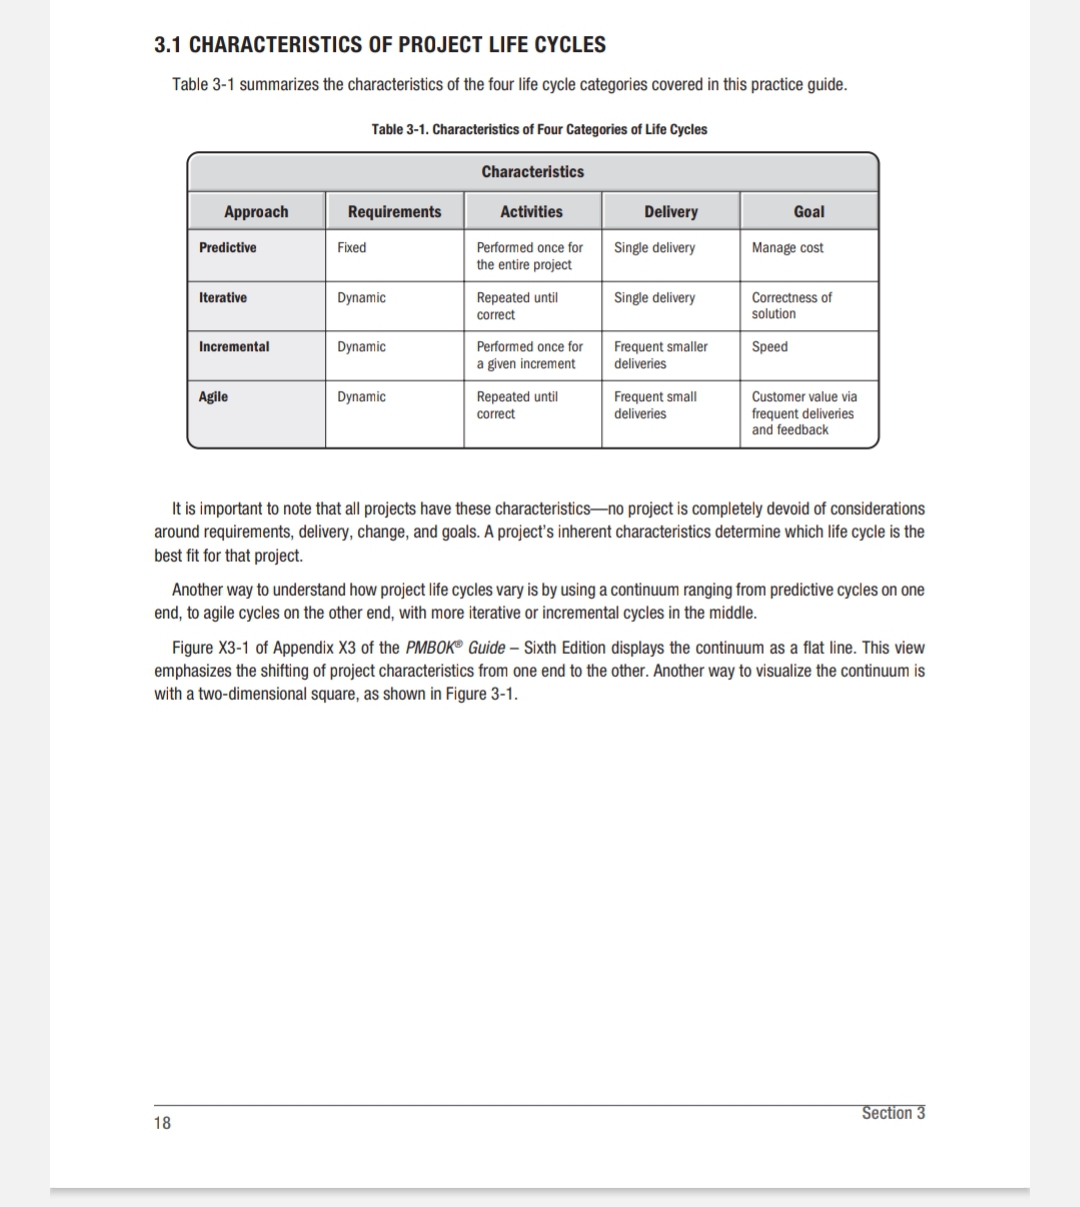 3.1 CHARACTERISTICS OF PROJECT LIFE CYCLES
Table 3-1 summarizes the characteristics of the four life cycle categories covered in this practice guide.
Table 3-1. Characteristics of Four Categories of Life Cycles
Characteristics
Approach Requirements Activities Delivery Goal
Predictive Fixed Performed once for Single delivery Manage cost
the entire project
Iterative Dynamic Repeated until Single delivery Correctness of
correct solution
Incremental Dynamic Performed once for Frequent smaller Speed
a given increment deliveries
Agile Dynamic Repeated until Frequent small Customer value via
correct deliveries frequent deliveries
and feedback
It is important to note that all projects have these characteristics—no project is completely devoid of considerations
around requirements, delivery, change, and goals. A project's inherent characteristics determine which life cycle is the
best fit for that project.
Another way to understand how project life cycles vary is by using a continuum ranging from predictive cycles on one
end, to agile cycles on the other end, with more iterative or incremental cycles in the middle.
Figure X3-1 of Appendix X3 of the PMBOK® Guide – Sixth Edition displays the continuum as a flat line. This view
emphasizes the shifting of project characteristics from one end to the other. Another way to visualize the continuum is
with a two-dimensional square, as shown in Figure 3-1.
18 Section 3